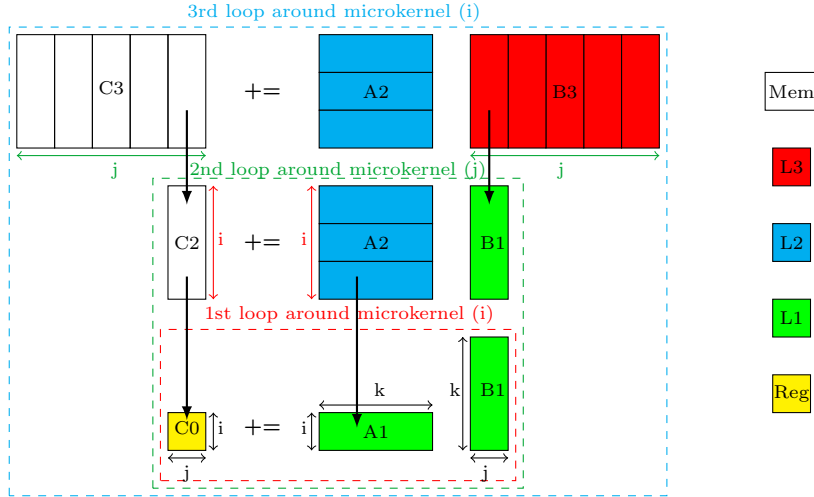 3rd loop around microkernel (i)
C3 += A2 B3
j j
2nd loop around microkernel (j)
C2 i += i A2 B1
1st loop around microkernel (i)
k
k B1
C0 i += i A1
j j
Mem
L3
L2
L1
Reg